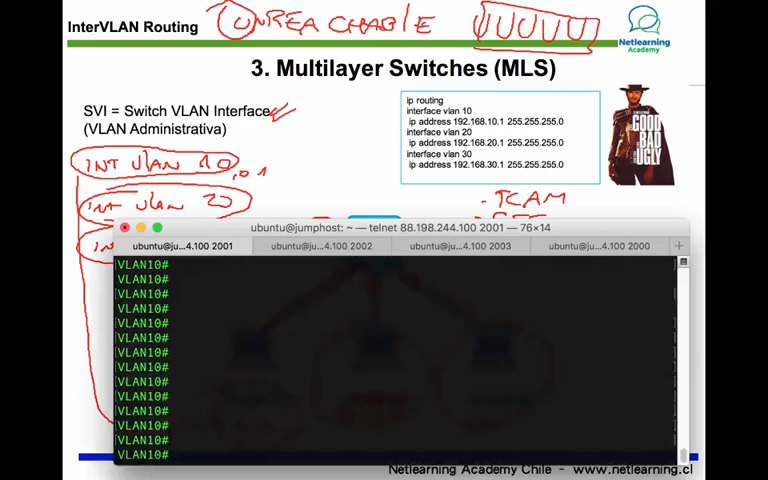 InterVLAN Routing
UNREACHABLE
UUUUU
Netlearning
Academy
3. Multilayer Switches (MLS)
SVI = Switch VLAN Interface
(VLAN Administrativa)
ip routing
interface vlan 10
ip address 192.168.10.1 255.255.255.0
interface vlan 20
ip address 192.168.20.1 255.255.255.0
interface vlan 30
ip address 192.168.30.1 255.255.255.0
THE
GOOD
BAD
UGLY
INT VLAN 10
INT VLAN 20
- TCAM
ubuntu@jumphost: ~ — telnet 88.198.244.100 2001 — 76×14
ubuntu@ju...4.100 2001
ubuntu@ju...4.100 2002
ubuntu@ju...4.100 2003
ubuntu@ju...4.100 2000
+
VLAN10#
VLAN10#
VLAN10#
VLAN10#
VLAN10#
VLAN10#
VLAN10#
VLAN10#
VLAN10#
VLAN10#
VLAN10#
VLAN10#
VLAN10#
VLAN10#
Netlearning Academy Chile - www.netlearning.cl